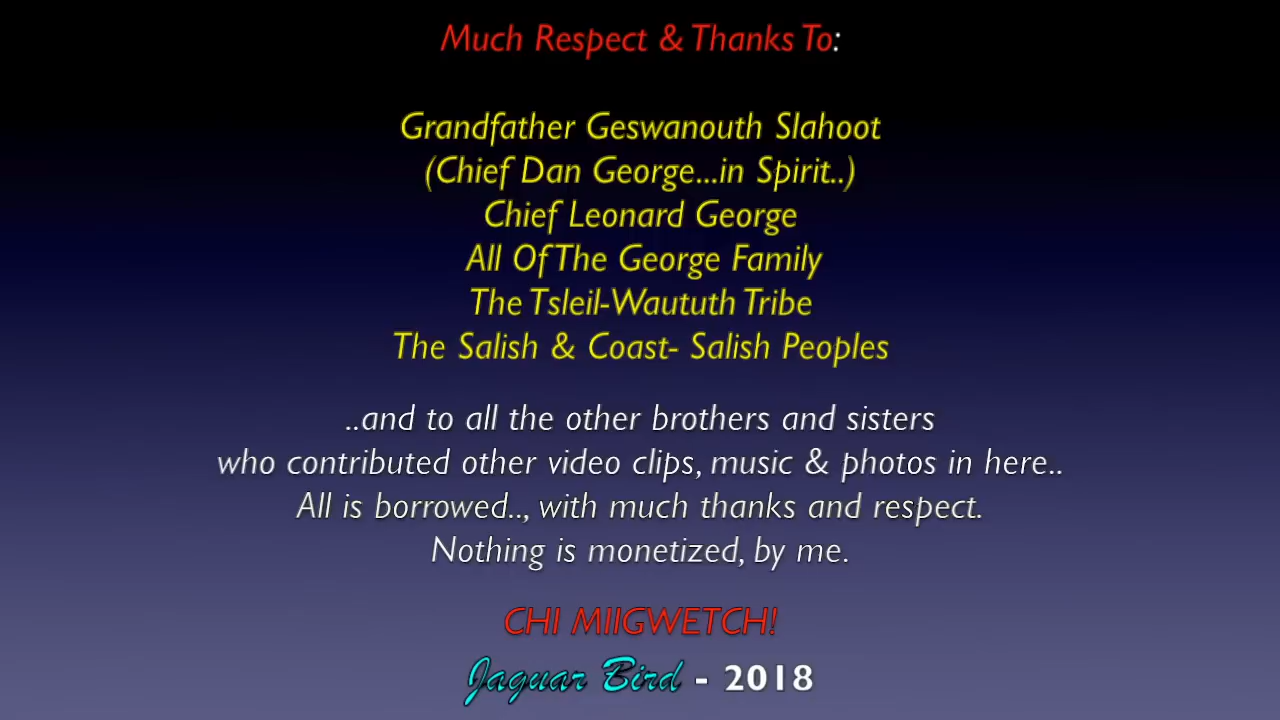 Much Respect & Thanks To:
Grandfather Geswanouth Slahoot
(Chief Dan George...in Spirit..)
Chief Leonard George
All Of The George Family
The Tsleil-Waututh Tribe
The Salish & Coast- Salish Peoples
..and to all the other brothers and sisters
who contributed other video clips, music & photos in here..
All is borrowed.., with much thanks and respect.
Nothing is monetized, by me.
CHI MIIGWETCH!
Jaguar Bird - 2018